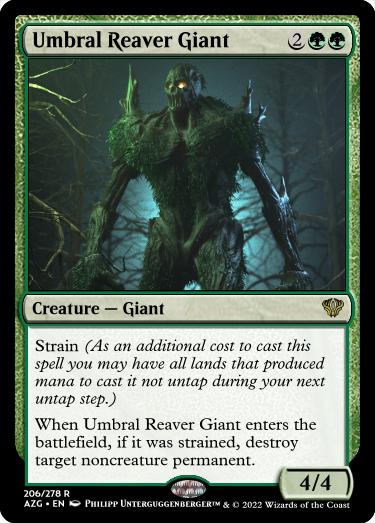 Umbral Reaver Giant 2
Creature — Giant
Strain (As an additional cost to cast this
spell you may have all lands that produced
mana to cast it not untap during your next
untap step.)
When Umbral Reaver Giant enters the
battlefield, if it was strained, destroy
target noncreature permanent.
4/4
206/278 R
AZG • EN Philipp Unterguggenberger™ & © 2022 Wizards of the Coast